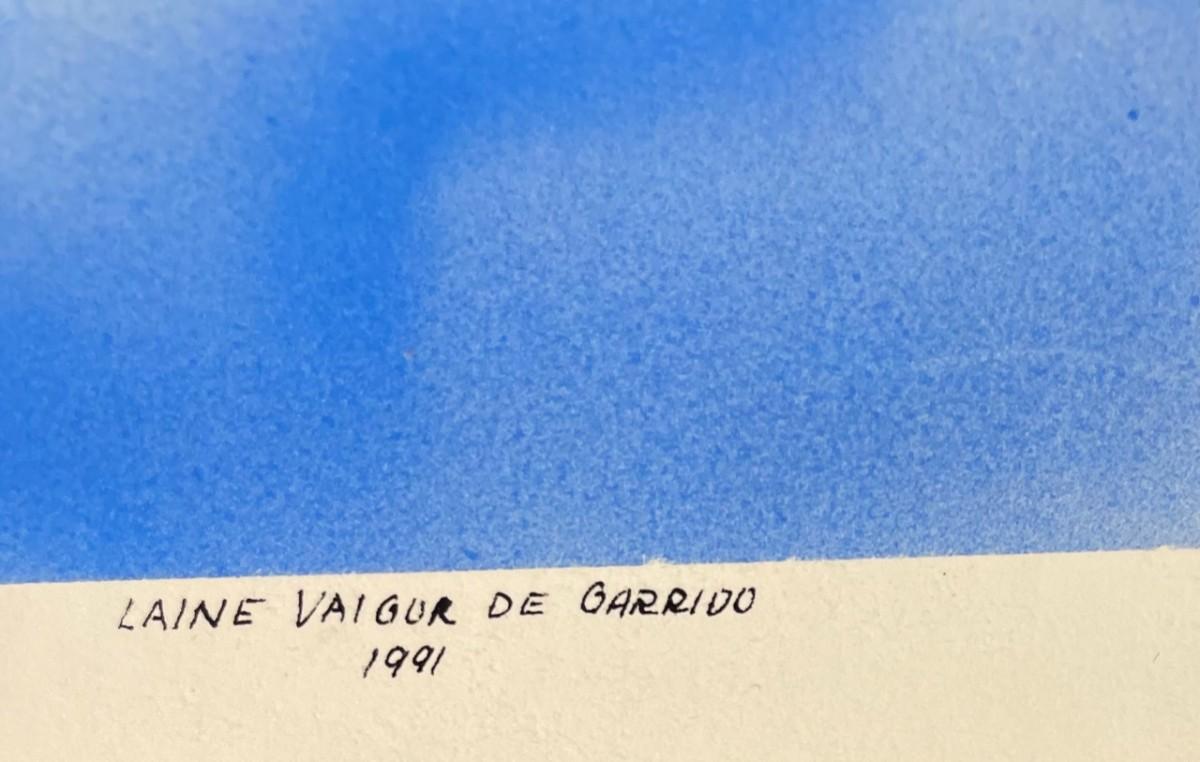 LAINE VAIGUR DE GARRIDO
1991